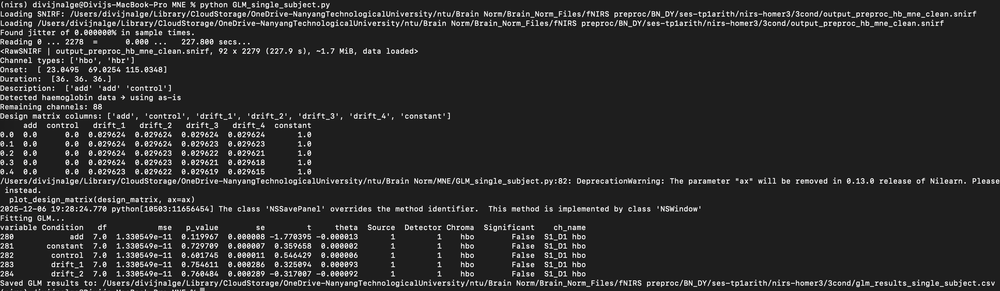 (nirs) divijnalge@Divijs-MacBook-Pro MNE % python GLM_single_subject.py
Loading SNIRF: /Users/divijnalge/Library/CloudStorage/OneDrive-NanyangTechnologicalUniversity/ntu/Brain Norm/Brain_Norm_Files/fNIRS preproc/BN_DY/ses-tp1arith/nirs-homer3/3cond/output_preproc_hb_mne_clean.snirf
Loading /Users/divijnalge/Library/CloudStorage/OneDrive-NanyangTechnologicalUniversity/ntu/Brain Norm/Brain_Norm_Files/fNIRS preproc/BN_DY/ses-tp1arith/nirs-homer3/3cond/output_preproc_hb_mne_clean.snirf
Found jitter of 0.000000% in sample times.
Reading 0 ... 2278  =      0.000 ...   227.800 secs...
<RawSNIRF | output_preproc_hb_mne_clean.snirf, 92 x 2279 (227.9 s), ~1.7 MiB, data loaded>
Channel types: ['hbo', 'hbr']
Onset:  [ 23.0495  69.0254 115.0348]
Duration:  [36. 36. 36.]
Description:  ['add' 'add' 'control']
Detected haemoglobin data → using as-is
Remaining channels: 88
Design matrix columns: ['add', 'control', 'drift_1', 'drift_2', 'drift_3', 'drift_4', 'constant']
     add  control   drift_1   drift_2   drift_3   drift_4  constant
0.0  0.0      0.0  0.029624  0.029624  0.029624  0.029624       1.0
0.1  0.0      0.0  0.029624  0.029624  0.029623  0.029623       1.0
0.2  0.0      0.0  0.029624  0.029623  0.029622  0.029621       1.0
0.3  0.0      0.0  0.029624  0.029623  0.029621  0.029618       1.0
0.4  0.0      0.0  0.029623  0.029622  0.029619  0.029615       1.0
/Users/divijnalge/Library/CloudStorage/OneDrive-NanyangTechnologicalUniversity/ntu/Brain Norm/MNE/GLM_single_subject.py:82: DeprecationWarning: The parameter "ax" will be removed in 0.13.0 release of Nilearn. Please
 instead.
  plot_design_matrix(design_matrix, ax=ax)
2025-12-06 19:28:24.770 python[10503:11656454] The class 'NSSavePanel' overrides the method identifier.  This method is implemented by class 'NSWindow'
Fitting GLM...
variable Condition   df           mse   p_value        se         t     theta  Source  Detector Chroma  Significant    ch_name
280            add  7.0  1.330549e-11  0.119967  0.000008 -1.770395 -0.000013       1         1    hbo        False  S1_D1 hbo
281       constant  7.0  1.330549e-11  0.729709  0.000007  0.359658  0.000002       1         1    hbo        False  S1_D1 hbo
282        control  7.0  1.330549e-11  0.601745  0.000011  0.546429  0.000006       1         1    hbo        False  S1_D1 hbo
283        drift_1  7.0  1.330549e-11  0.754611  0.000286  0.325094  0.000093       1         1    hbo        False  S1_D1 hbo
284        drift_2  7.0  1.330549e-11  0.760484  0.000289 -0.317007 -0.000092       1         1    hbo        False  S1_D1 hbo
Saved GLM results to: /Users/divijnalge/Library/CloudStorage/OneDrive-NanyangTechnologicalUniversity/ntu/Brain Norm/Brain_Norm_Files/fNIRS preproc/BN_DY/ses-tp1arith/nirs-homer3/3cond/glm_results_single_subject.csv
(nirs) divijnalge@Divijs-MacBook-Pro MNE %